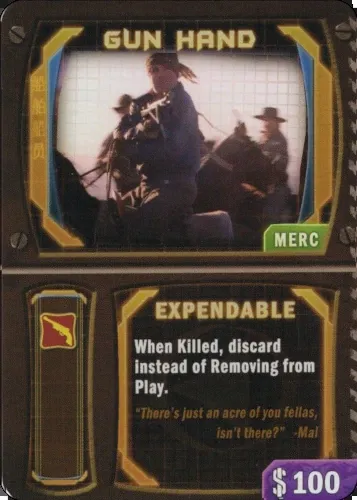 GUN HAND
MERC
EXPENDABLE
When Killed, discard
instead of Removing from
Play.
"There's just an acre of you fellas,
isn't there?" -Mal
$100